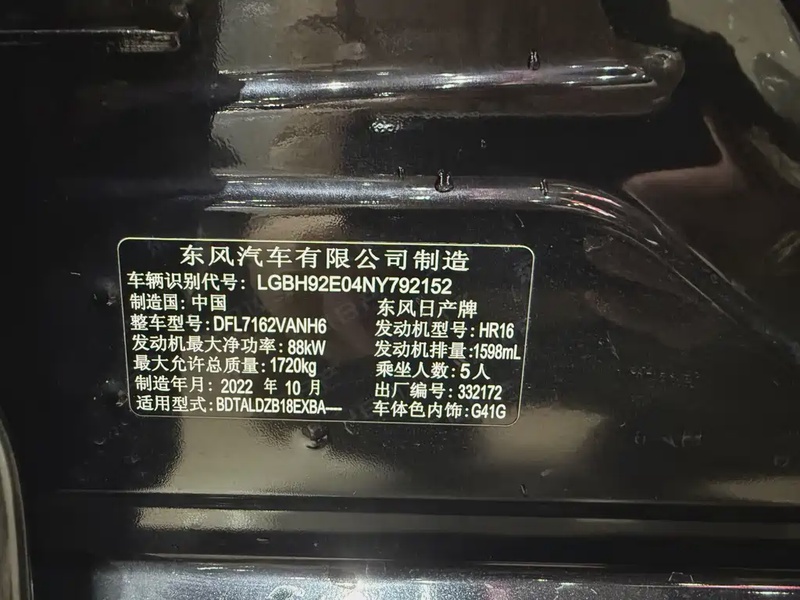 东风汽车有限公司制造
车辆识别代号: LGBH92E04NY792152
制造国: 中国 东风日产牌
整车型号: DFL7162VANH6 发动机型号: HR16
发动机最大净功率: 88kW 发动机排量: 1598mL
最大允许总质量: 1720kg 乘坐人数: 5 人
制造年月: 2022 年 10 月 出厂编号: 332172
适用型式: BDTALDZB18EXBA— 车体色内饰: G41G